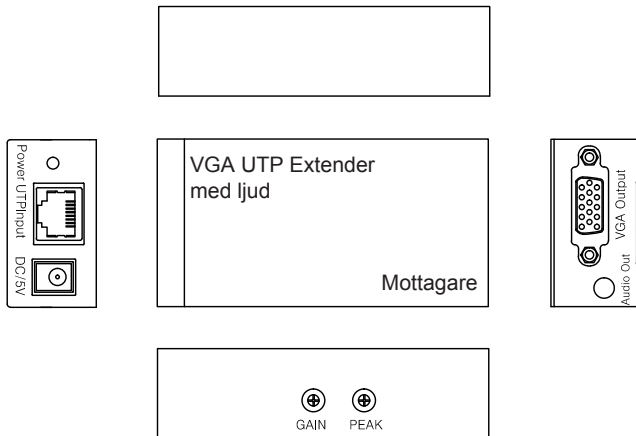 Power UTPInput
DC/5V
VGA UTP Extender
med ljud
Mottagare
VGA Output
Audio Out
GAIN PEAK